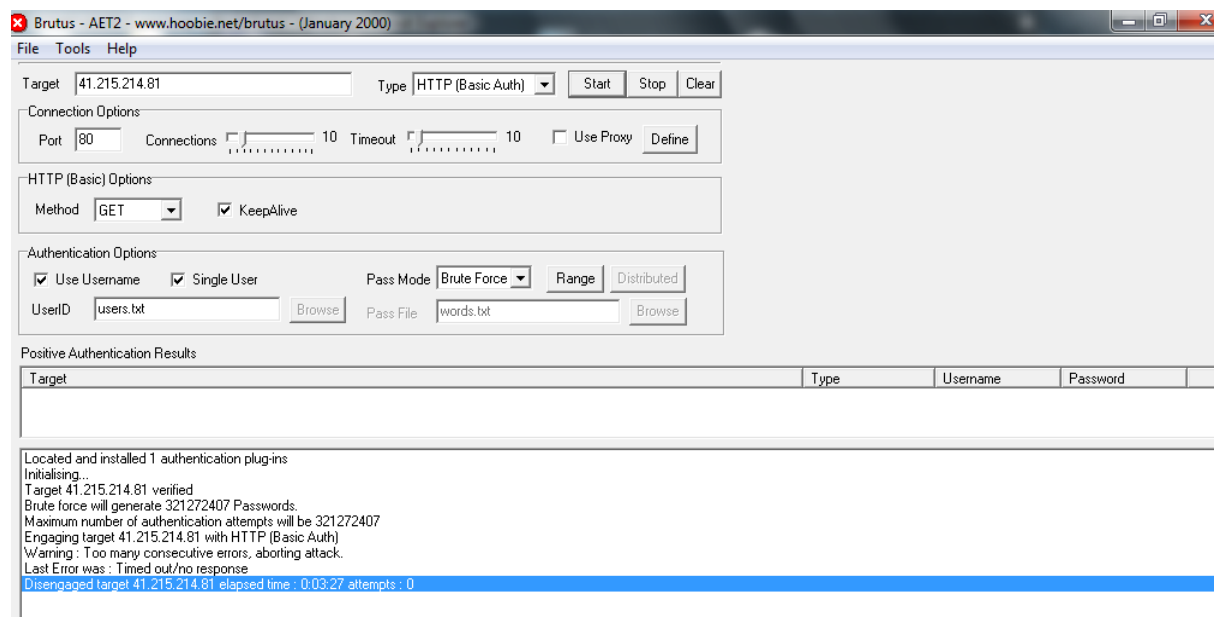 Brutus - AET2 - www.hoobie.net/brutus - (January 2000)
File Tools Help
Target 41.215.214.81 Type HTTP (Basic Auth) Start Stop Clear
Connection Options
Port 80 Connections 10 Timeout 10 Use Proxy Define
HTTP (Basic) Options
Method GET KeepAlive
Authentication Options
Use Username Single User Pass Mode Brute Force Range Distributed
UserID users.txt Browse Pass File words.txt Browse
Positive Authentication Results
Target Type Username Password
Located and installed 1 authentication plug-ins
Initialising...
Target 41.215.214.81 verified
Brute force will generate 321272407 Passwords.
Maximum number of authentication attempts will be 321272407
Engaging target 41.215.214.81 with HTTP (Basic Auth)
Warning : Too many consecutive errors, aborting attack.
Last Error was : Timed out/no response
Disengaged target 41.215.214.81 elapsed time : 0:03:27 attempts : 0